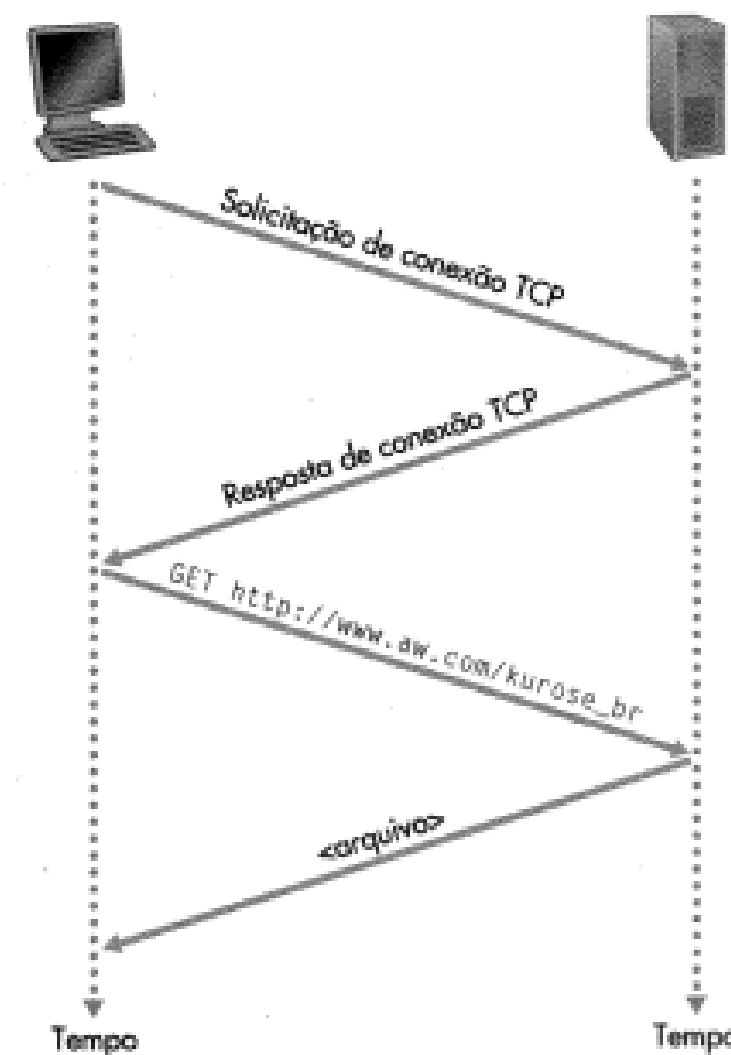 Solicitação de conexão TCP
Resposta de conexão TCP
GET http://www.aw.com/kurose_br
<arquivo>
Tempo
Tempo